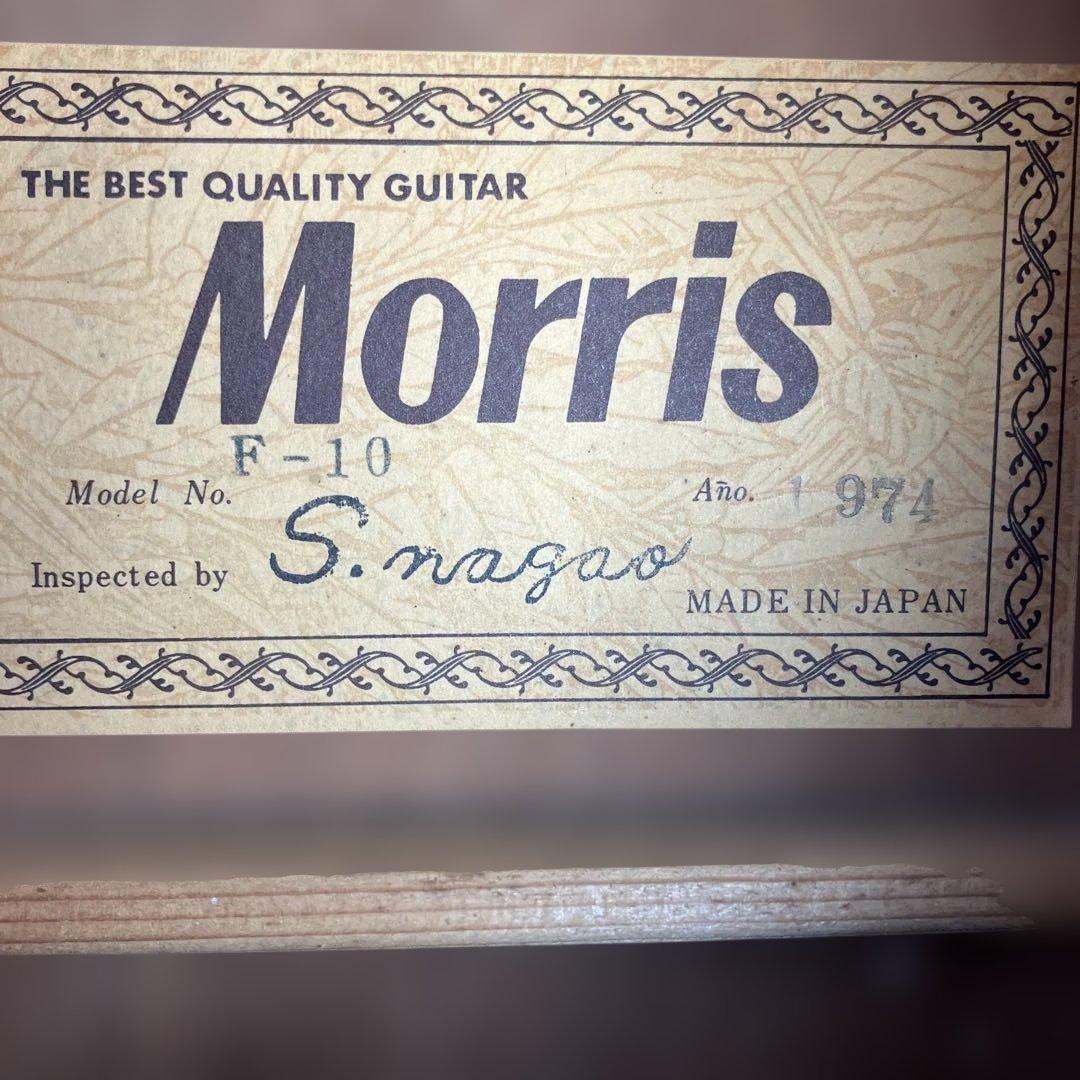 THE BEST QUALITY GUITAR
Morris
F-10
Model No.
Año. 1974
S. nagao
Inspected by
MADE IN JAPAN